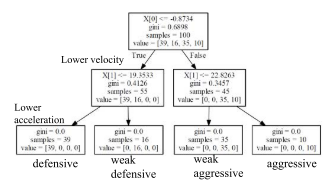 X[0] <= -0.8734
gini = 0.6898
samples = 100
value = [39, 16, 35, 10]
True
False
Lower velocity
X[1] <= 19.3533
gini = 0.4126
samples = 55
value = [39, 16, 0, 0]
X[1] <= 22.8263
gini = 0.3457
samples = 45
value = [0, 0, 35, 10]
Lower
acceleration
gini = 0.0
samples = 39
value = [39, 0, 0, 0]
gini = 0.0
samples = 16
value = [0, 16, 0, 0]
gini = 0.0
samples = 35
value = [0, 0, 35, 0]
gini = 0.0
samples = 10
value = [0, 0, 0, 10]
defensive
weak
defensive
weak
aggressive
aggressive